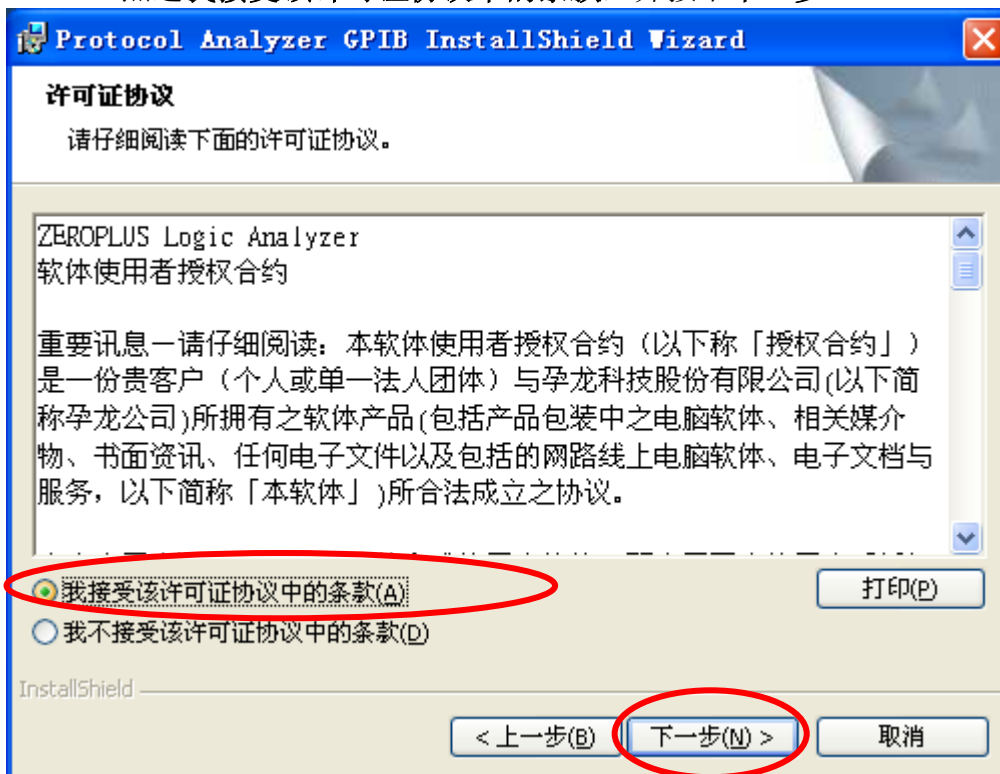 Protocol Analyzer GPIB InstallShield Wizard
许可证协议
请仔细阅读下面的许可证协议。
ZEROPLUS Logic Analyzer
软体使用者授权合约
重要讯息－请仔细阅读：本软体使用者授权合约（以下称「授权合约」）
是一份贵客户（个人或单一法人团体）与孕龙科技股份有限公司(以下简
称孕龙公司)所拥有之软体产品(包括产品包装中之电脑软体、相关媒介
物、书面资讯、任何电子文件以及包括的网路线上电脑软体、电子文档与
服务，以下简称「本软体」)所合法成立之协议。
我接受该许可证协议中的条款(A)
打印(P)
我不接受该许可证协议中的条款(D)
InstallShield
< 上一步(B)
下一步(N) >
取消